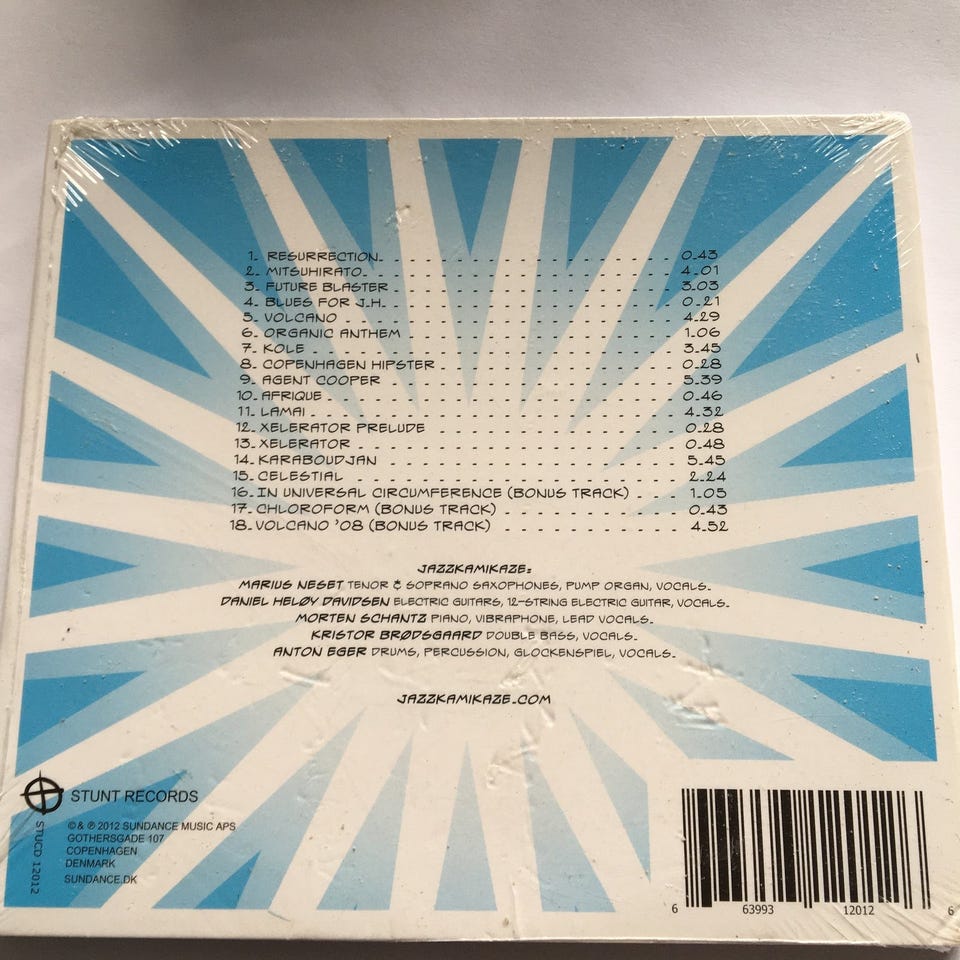 1. RESURRECTION. . . . . . . . . . . . . . . . . . . . 0.43
2. MITSUHIRATO. . . . . . . . . . . . . . . . . . . . 4.01
3. FUTURE BLASTER . . . . . . . . . . . . . . . . . . . . 3.03
4. BLUES FOR J.H. . . . . . . . . . . . . . . . . . . . 0.21
5. VOLCANO . . . . . . . . . . . . . . . . . . . . 4.29
6. ORGANIC ANTHEM . . . . . . . . . . . . . . . . . . . 1.06
7. KOLE . . . . . . . . . . . . . . . . . . . . . . 3.45
8. COPENHAGEN HIPSTER . . . . . . . . . . . . . . . . 0.28
9. AGENT COOPER . . . . . . . . . . . . . . . . . . . 5.39
10. AFRIQUE . . . . . . . . . . . . . . . . . . . . . 0.46
11. LAMAI . . . . . . . . . . . . . . . . . . . . . . 4.32
12. XELERATOR PRELUDE . . . . . . . . . . . . . . . . 0.28
13. XELERATOR . . . . . . . . . . . . . . . . . . . . 0.48
14. KARABOUDJAN . . . . . . . . . . . . . . . . . . . 5.45
15. CELESTIAL . . . . . . . . . . . . . . . . . . . . 2.24
16. IN UNIVERSAL CIRCUMFERENCE (BONUS TRACK) . . . . 1.05
17. CHLOROFORM (BONUS TRACK) . . . . . . . . . . . . 0.43
18. VOLCANO '08 (BONUS TRACK) . . . . . . . . . . . . 4.52
JAZZKAMIKAZE:
MARIUS NESET TENOR & SOPRANO SAXOPHONES, PUMP ORGAN, VOCALS.
DANIEL HELØY DAVIDSEN ELECTRIC GUITARS, 12-STRING ELECTRIC GUITAR, VOCALS.
MORTEN SCHANTZ PIANO, VIBRAPHONE, LEAD VOCALS.
KRISTOR BRØDSGAARD DOUBLE BASS, VOCALS.
ANTON EGER DRUMS, PERCUSSION, GLOCKENSPIEL, VOCALS.
JAZZKAMIKAZE.COM
STUNT RECORDS
© & ℗ 2012 SUNDANCE MUSIC APS
GOTHERSGADE 107
COPENHAGEN
DENMARK
SUNDANCE.DK
STUCD 12012
6 63993 12012 6